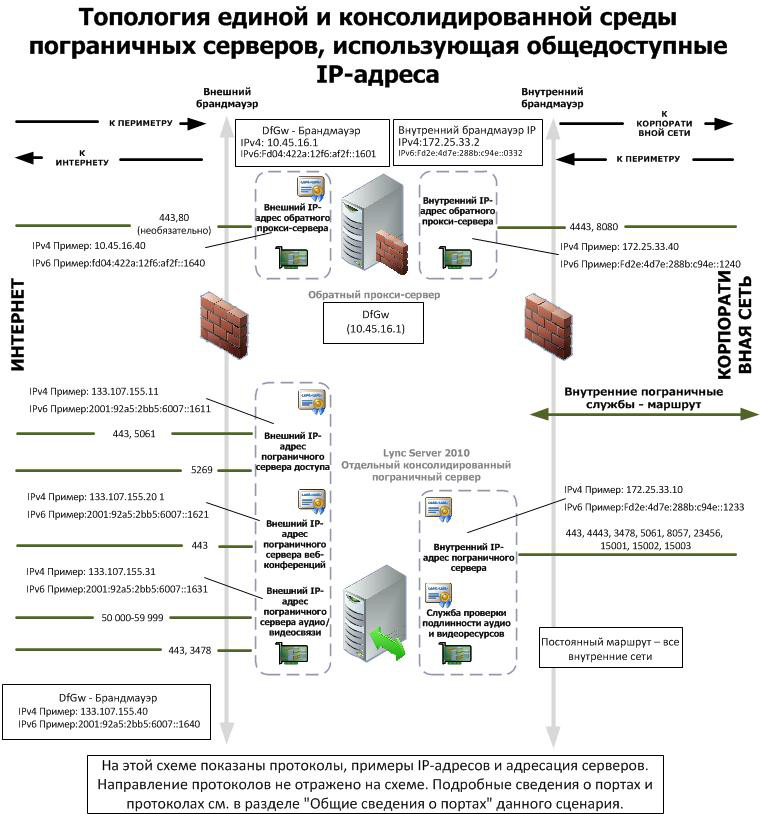 Топология единой и консолидированной среды
пограничных серверов, использующая общедоступные
IP-адреса
Внешний
брандмауэр
Внутренний
брандмауэр
К ПЕРИМЕТРУ
К
ИНТЕРНЕТУ
DfGw - Брандмауэр
IPv4: 10.45.16.1
IPv6:Fd04:422a:12f6:af2f::1601
Внутренний брандмауэр IP
IPv4:172.25.33.2
IPv6:Fd2e:4d7e:288b:c94e::0332
К
КОРПОРАТИ
ВНОЙ СЕТИ
К ПЕРИМЕТРУ
443,80
(необязательно)
IPv4 Пример: 10.45.16.40
IPv6 Пример:fd04:422a:12f6:af2f::1640
Внешний IP-
адрес обратного
прокси-сервера
Внутренний IP-
адрес обратного
прокси-сервера
4443, 8080
IPv4 Пример: 172.25.33.40
IPv6 Пример:Fd2e:4d7e:288b:c94e::1240
Обратный прокси-сервер
DfGw
(10.45.16.1)
ИНТЕРНЕТ
КОРПОРАТИ
ВНАЯ СЕТЬ
IPv4 Пример: 133.107.155.11
IPv6 Пример:2001:92a5:2bb5:6007::1611
443, 5061
Внешний IP-
адрес
пограничного
сервера доступа
5269
Внутренние пограничные
службы - маршрут
Lync Server 2010
Отдельный консолидированный
пограничный сервер
IPv4 Пример: 133.107.155.20 1
IPv6 Пример:2001:92a5:2bb5:6007::1621
443
Внешний IP-
адрес
пограничного
сервера веб-
конференций
IPv4 Пример: 172.25.33.10
IPv6 Пример:Fd2e:4d7e:288b:c94e::1233
443, 4443, 3478, 5061, 8057, 23456,
15001, 15002, 15003
Внутренний IP-
адрес пограничного
сервера
IPv4 Пример: 133.107.155.31
IPv6 Пример:2001:92a5:2bb5:6007::1631
50 000-59 999
443, 3478
Внешний IP-
адрес
пограничного
сервера аудио/
видеосвязи
Служба проверки
подлинности аудио
и видеоресурсов
Постоянный маршрут – все
внутренние сети
DfGw - Брандмауэр
IPv4 Пример: 133.107.155.40
IPv6 Пример:2001:92a5:2bb5:6007::1640
На этой схеме показаны протоколы, примеры IP-адресов и адресация серверов.
Направление протоколов не отражено на схеме. Подробные сведения о портах и
протоколах см. в разделе "Общие сведения о портах" данного сценария.